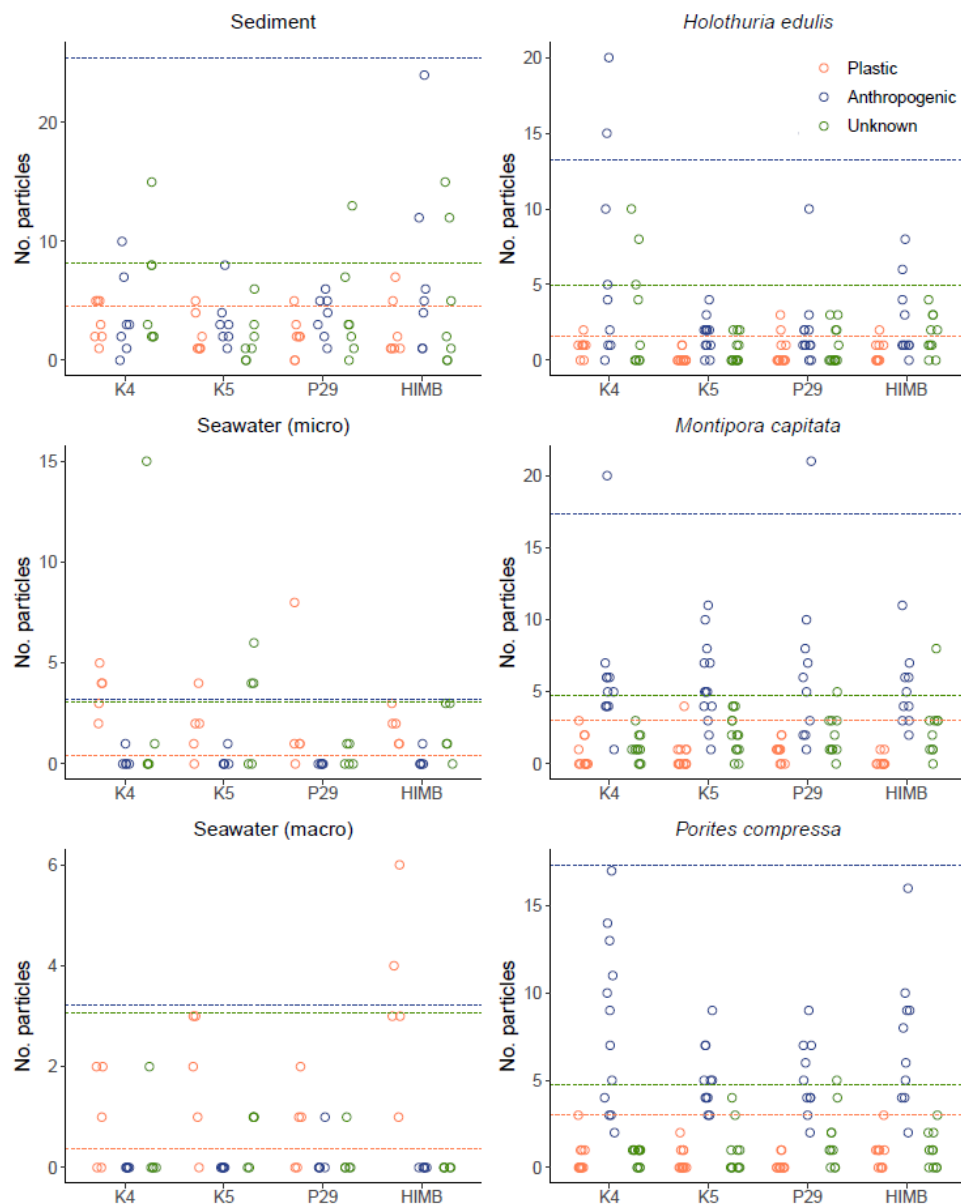 Sediment
No. particles
20
10
0
K4 K5 P29 HIMB
Holothuria edulis
Plastic
Anthropogenic
Unknown
No. particles
20
15
10
5
0
K4 K5 P29 HIMB
Seawater (micro)
No. particles
15
10
5
0
K4 K5 P29 HIMB
Montipora capitata
No. particles
20
15
10
5
0
K4 K5 P29 HIMB
Seawater (macro)
No. particles
6
4
2
0
K4 K5 P29 HIMB
Porites compressa
No. particles
15
10
5
0
K4 K5 P29 HIMB